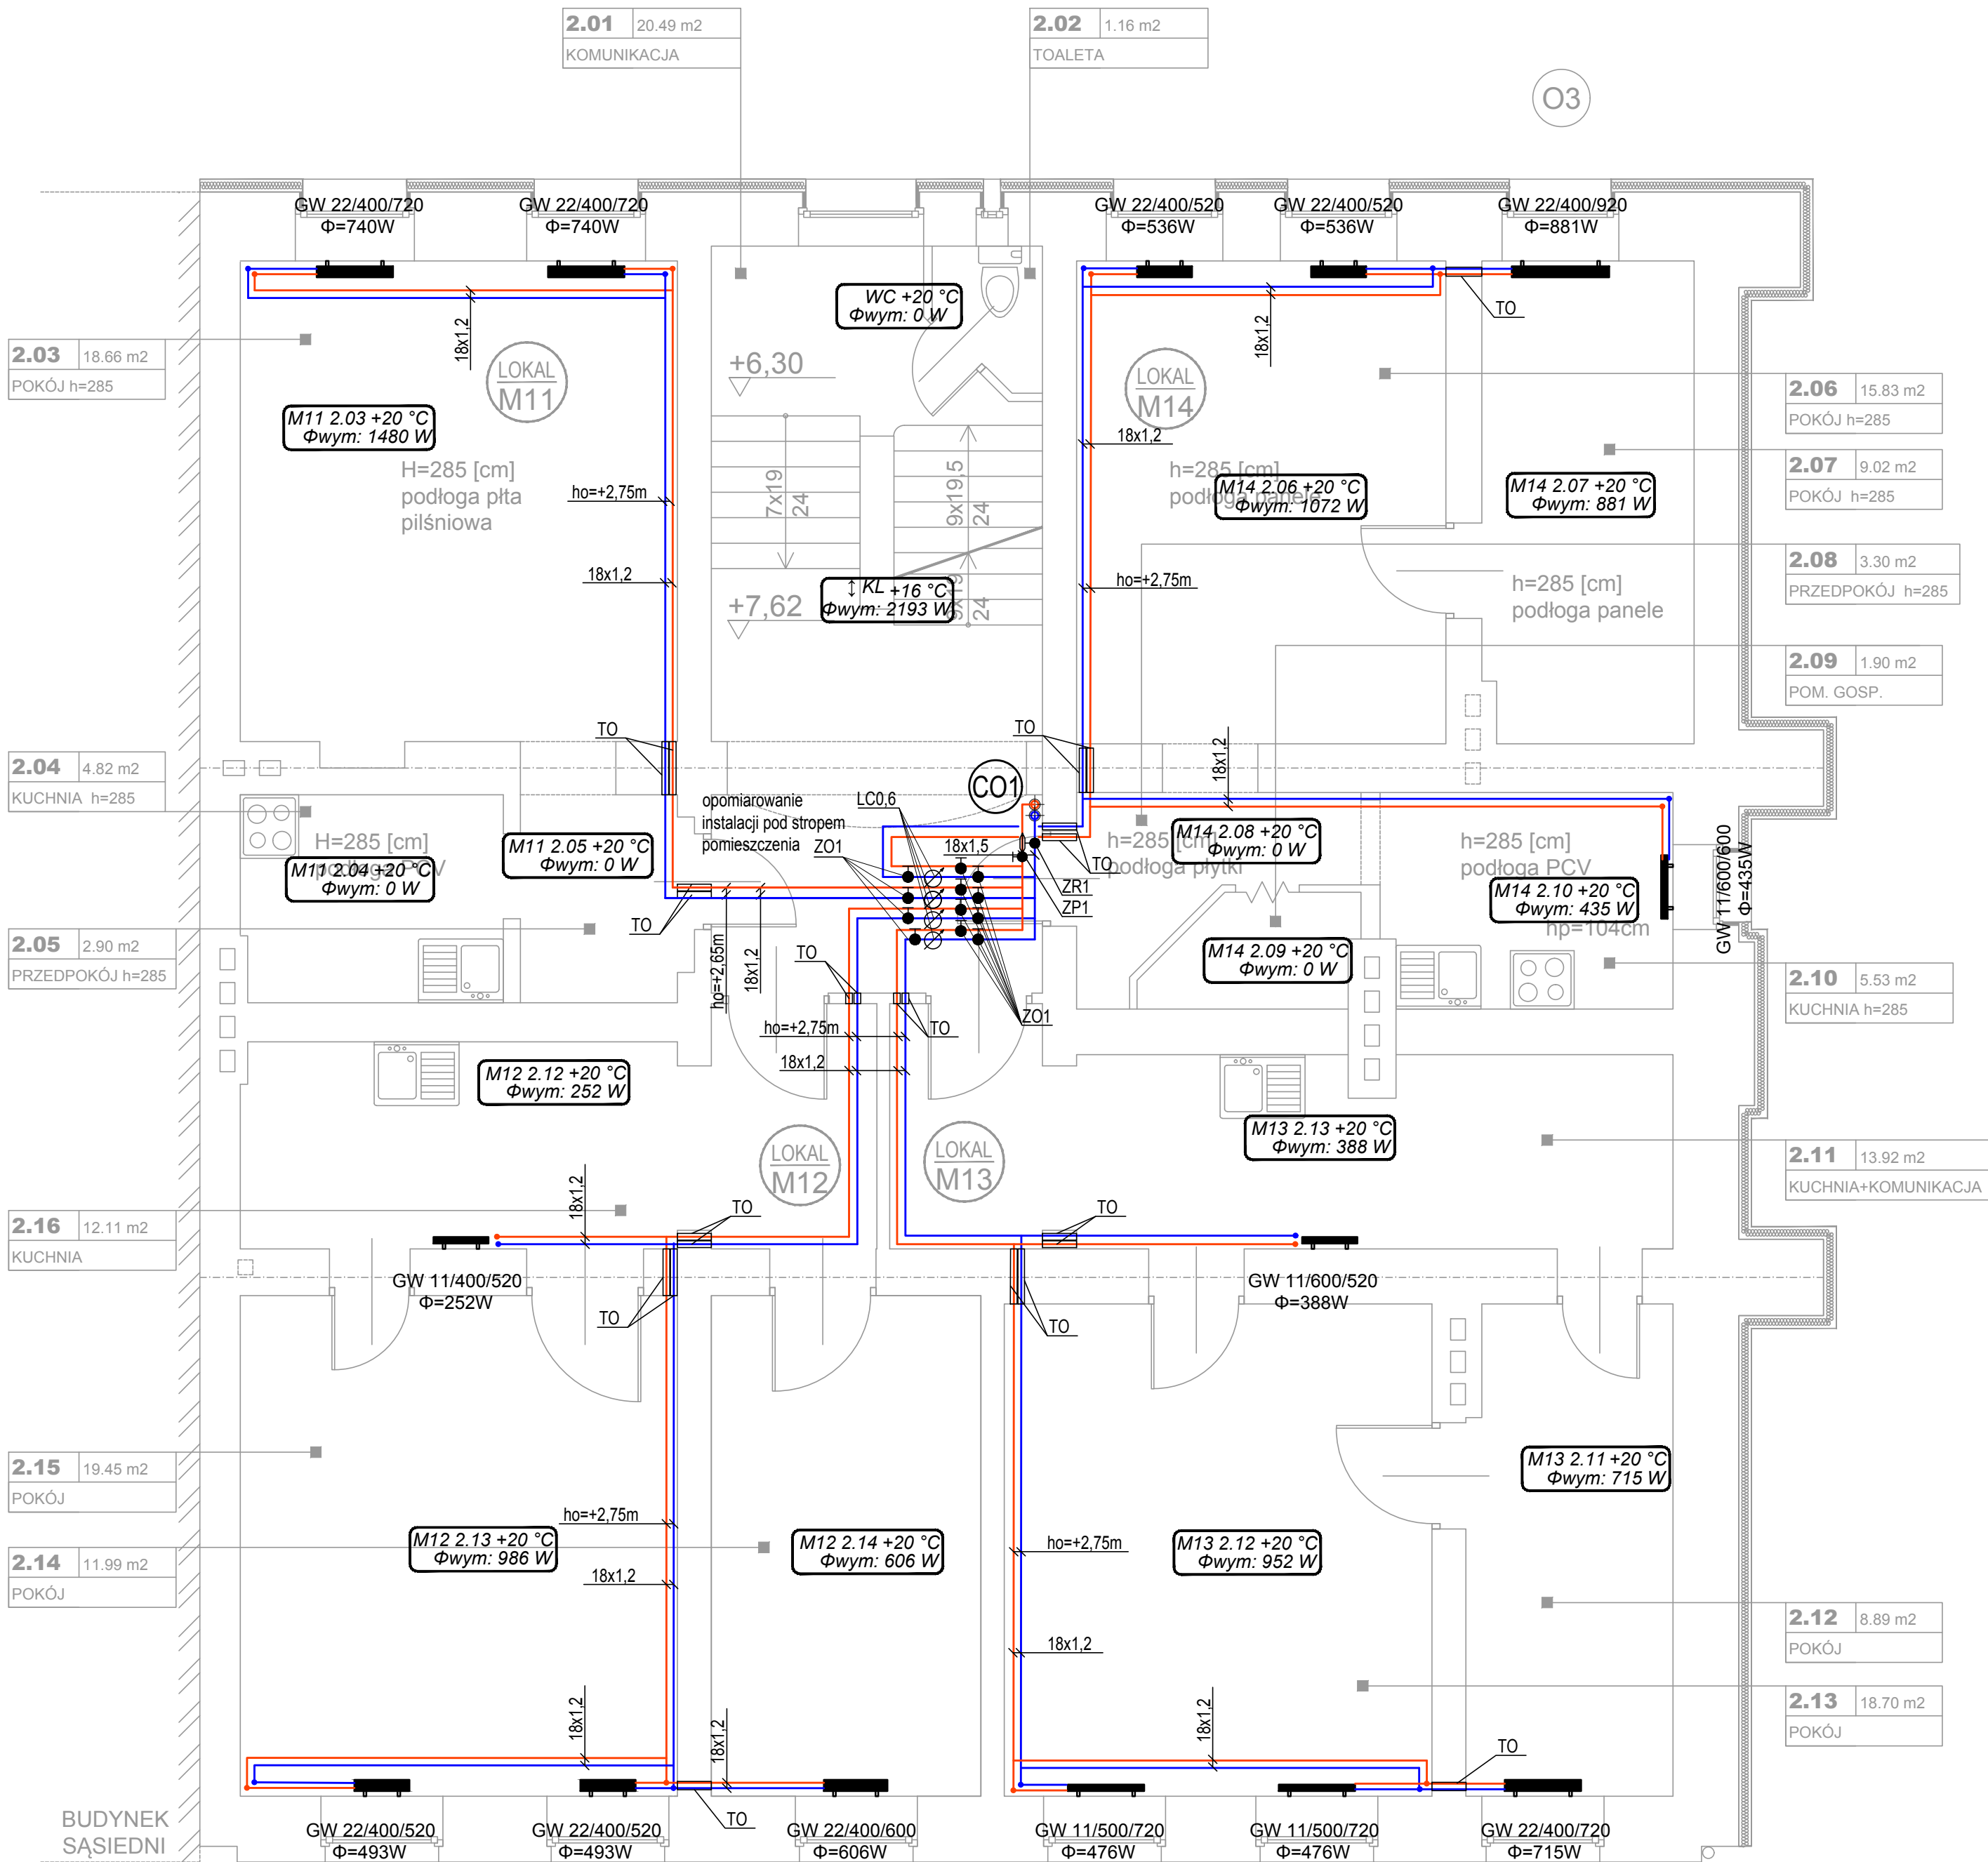 2.01 20.49 m2
KOMUNIKACJA
2.02 1.16 m2
TOALETA
O3
GW 22/400/720
Φ=740W
GW 22/400/720
Φ=740W
GW 22/400/520
Φ=536W
GW 22/400/520
Φ=536W
GW 22/400/920
Φ=881W
TO
18x1,2
18x1,2
WC +20 °C
Φwym: 0 W
2.03 18.66 m2
POKÓJ h=285
LOKAL
M11
+6,30
LOKAL
M14
2.06 15.83 m2
POKÓJ h=285
M11 2.03 +20 °C
Φwym: 1480 W
H=285 [cm]
podłoga płta
pilśniowa
ho=+2,75m
18x1,2
7x19
24
9x19,5
24
18x1,2
h=285 [cm]
podłoga panele
M14 2.06 +20 °C
Φwym: 1072 W
M14 2.07 +20 °C
Φwym: 881 W
2.07 9.02 m2
POKÓJ h=285
2.08 3.30 m2
PRZEDPOKÓJ h=285
+7,62
↕ KL +16 °C
Φwym: 2193 W
9x19
24
ho=+2,75m
h=285 [cm]
podłoga panele
2.09 1.90 m2
POM. GOSP.
TO
TO
18x1,2
2.04 4.82 m2
KUCHNIA h=285
CO1
opomiarowanie
instalacji pod stropem
pomieszczenia
LC0,6
ZO1
18x1,5
TO
ZR1
ZP1
H=285 [cm]
podłoga PCV
M11 2.04 +20 °C
Φwym: 0 W
M11 2.05 +20 °C
Φwym: 0 W
h=285 [cm]
podłoga płytki
M14 2.08 +20 °C
Φwym: 0 W
h=285 [cm]
podłoga PCV
M14 2.10 +20 °C
Φwym: 435 W
hp=104cm
GW 11/600/600
Φ=435W
TO
ho=+2,65m
18x1,2
TO
2.05 2.90 m2
PRZEDPOKÓJ h=285
M14 2.09 +20 °C
Φwym: 0 W
2.10 5.53 m2
KUCHNIA h=285
ZO1
TO
ho=+2,75m
18x1,2
M12 2.12 +20 °C
Φwym: 252 W
M13 2.13 +20 °C
Φwym: 388 W
LOKAL
M12
LOKAL
M13
2.11 13.92 m2
KUCHNIA+KOMUNIKACJA
2.16 12.11 m2
KUCHNIA
18x1,2
TO
TO
GW 11/400/520
Φ=252W
TO
GW 11/600/520
Φ=388W
TO
2.15 19.45 m2
POKÓJ
M13 2.11 +20 °C
Φwym: 715 W
ho=+2,75m
M12 2.13 +20 °C
Φwym: 986 W
18x1,2
M12 2.14 +20 °C
Φwym: 606 W
ho=+2,75m
M13 2.12 +20 °C
Φwym: 952 W
2.14 11.99 m2
POKÓJ
18x1,2
2.12 8.89 m2
POKÓJ
2.13 18.70 m2
POKÓJ
18x1,2
18x1,2
18x1,2
TO
TO
BUDYNEK
SĄSIEDNI
GW 22/400/520
Φ=493W
GW 22/400/520
Φ=493W
GW 22/400/600
Φ=606W
GW 11/500/720
Φ=476W
GW 11/500/720
Φ=476W
GW 22/400/720
Φ=715W